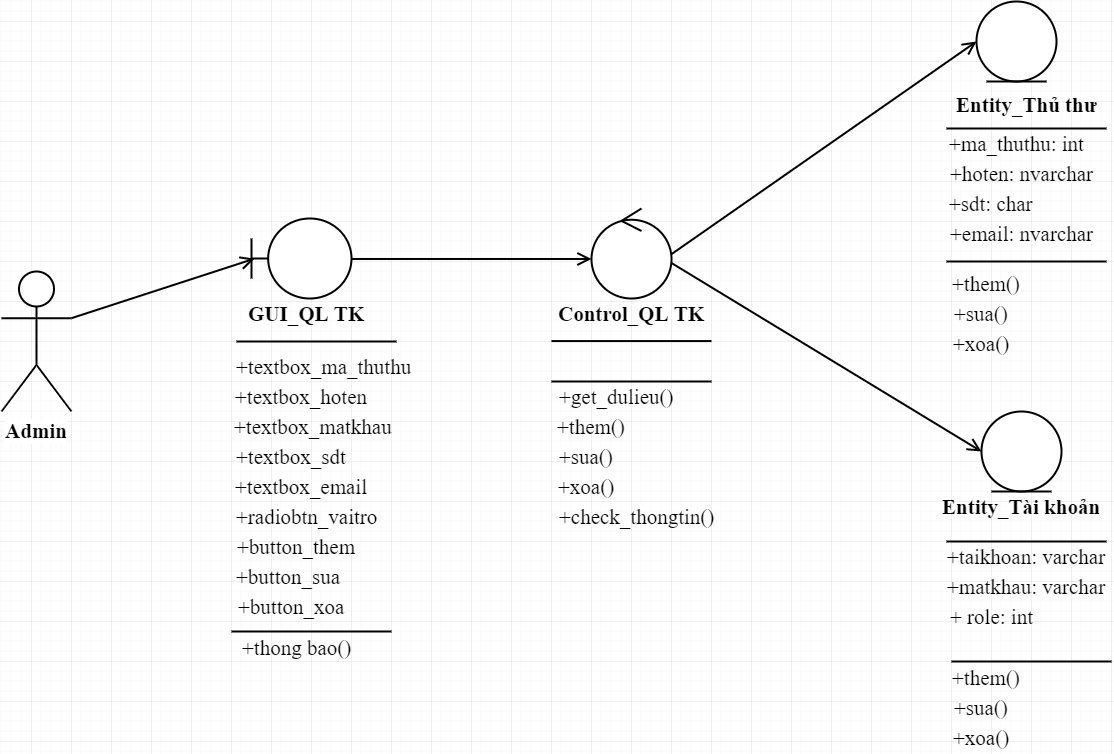 Admin
GUI_QL TK
+textbox_ma_thuthu
+textbox_hoten
+textbox_matkhau
+textbox_sdt
+textbox_email
+radiobtn_vaitro
+button_them
+button_sua
+button_xoa
+thong bao()
Control_QL TK
+get_dulieu()
+them()
+sua()
+xoa()
+check_thongtin()
Entity_Thủ thư
+ma_thuthu: int
+hoten: nvarchar
+sdt: char
+email: nvarchar
+them()
+sua()
+xoa()
Entity_Tài khoản
+taikhoan: varchar
+matkhau: varchar
+ role: int
+them()
+sua()
+xoa()